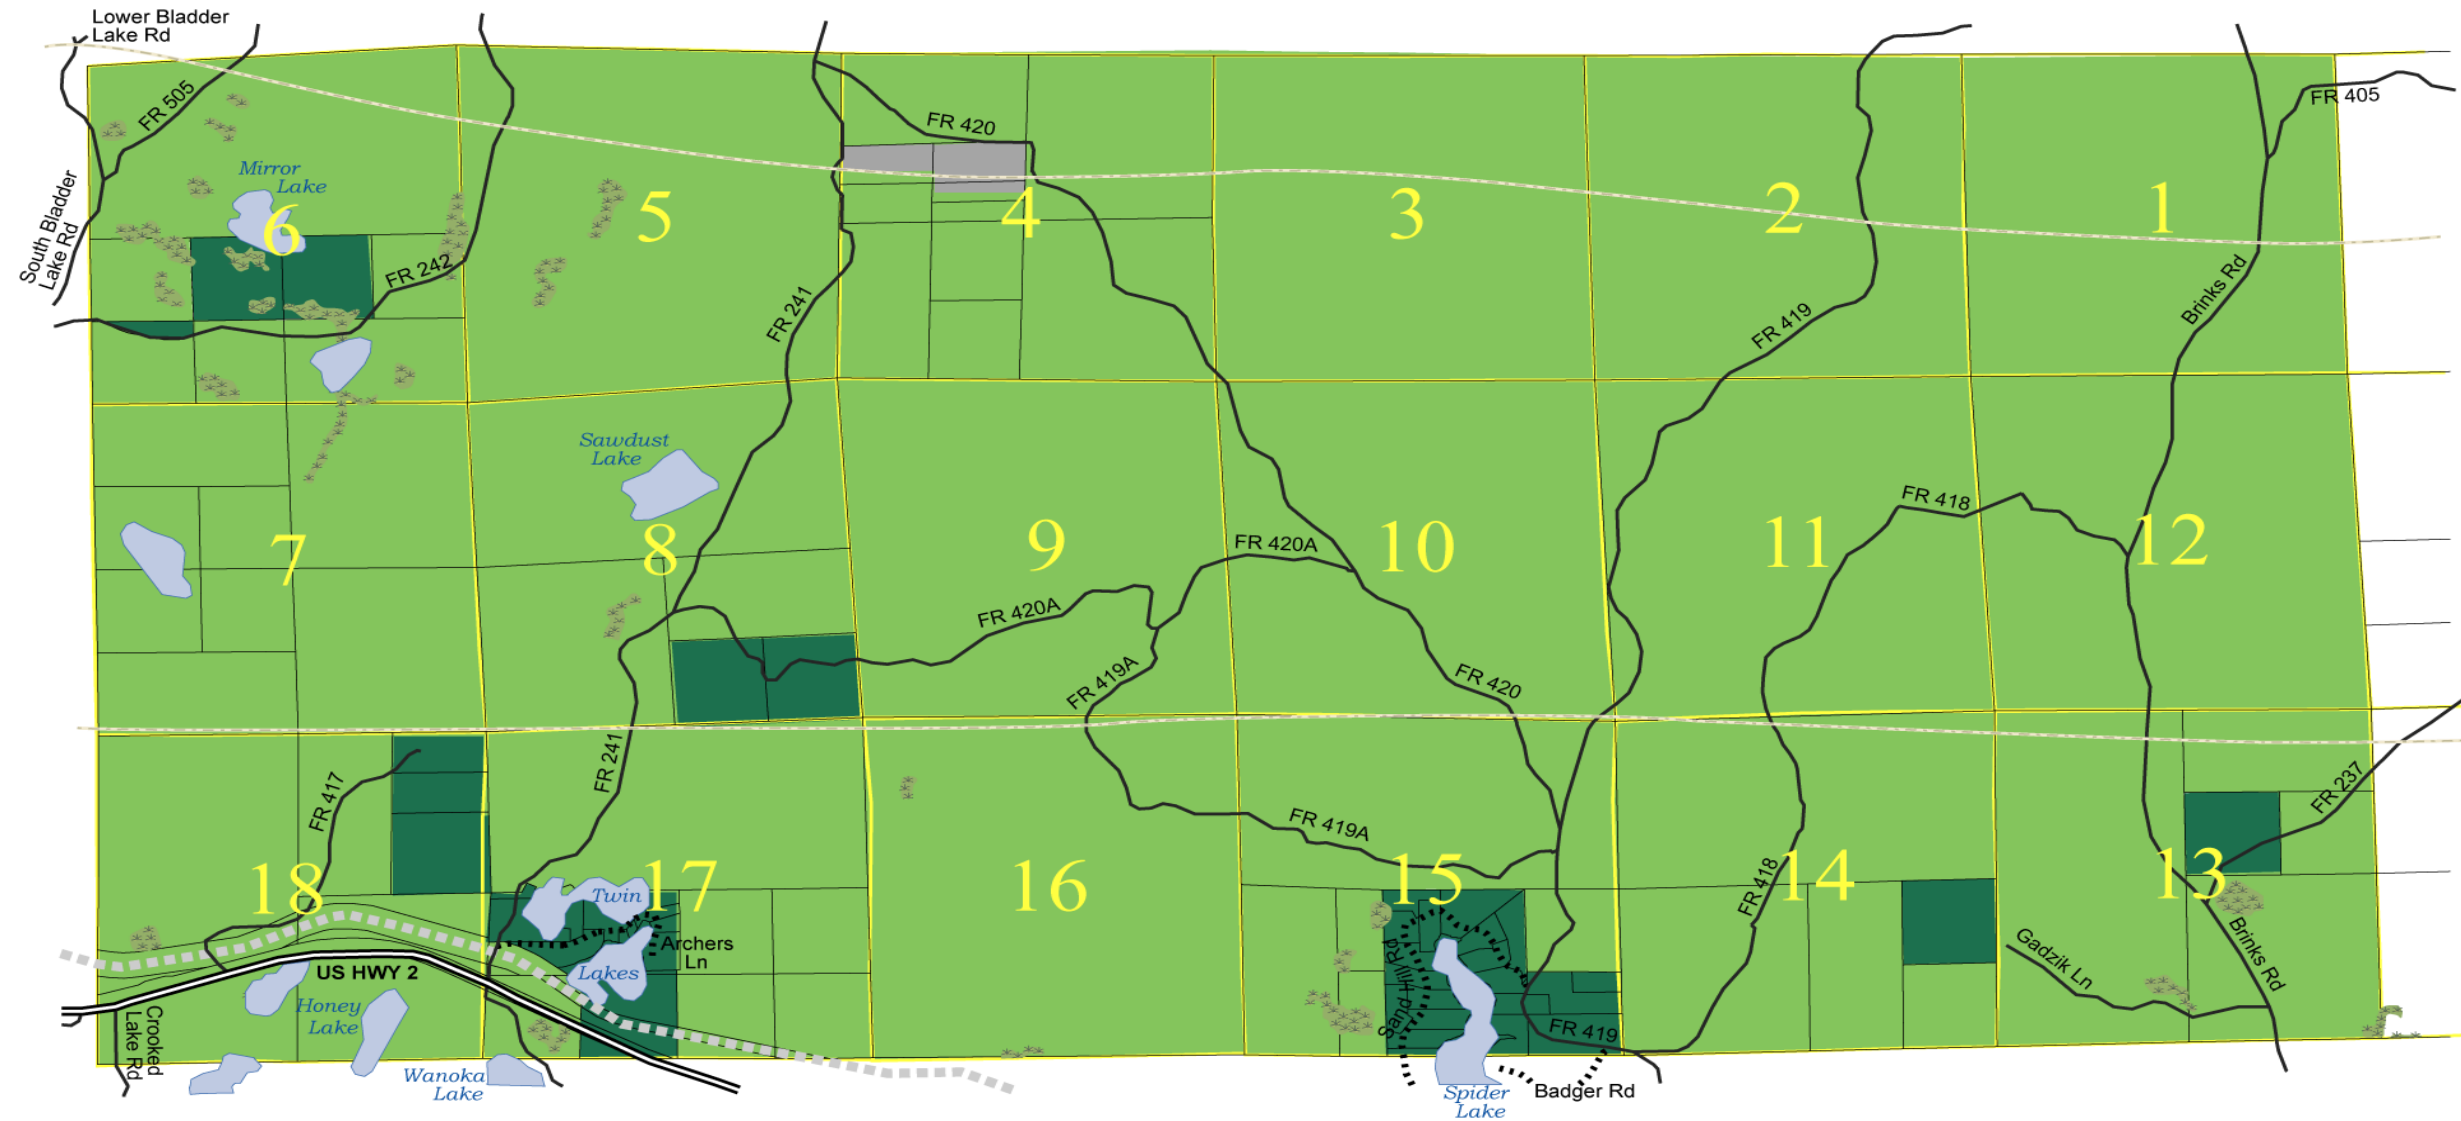 Lower Bladder
Lake Rd
FR 505
FR 405
FR 420
Mirror
Lake
South Bladder
Lake Rd
6
5
4
3
2
1
FR 242
FR 241
FR 419
Brinks Rd
Sawdust
Lake
FR 418
7
8
9
FR 420A
10
11
12
FR 420A
FR 419A
FR 420
FR 241
FR 417
FR 237
FR 419A
18
Twin
17
16
15
FR 418
14
13
Archers
Ln
Lakes
US HWY 2
Honey
Lake
Crooked
Lake Rd
Sand Hill Rd
Gadzik Ln
Brinks Rd
FR 419
Wanoka
Lake
Spider
Lake
Badger Rd